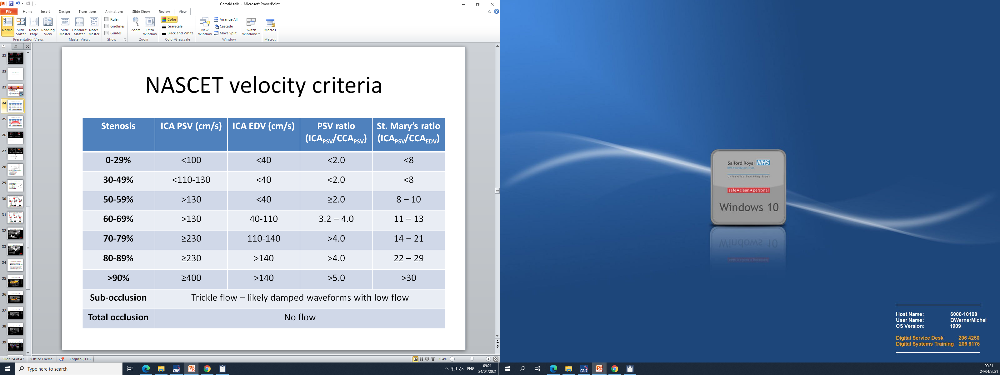 Carotid talk - Microsoft PowerPoint
File Home Insert Design Transitions Animations Slide Show Review View
Normal
Slide Sorter
Notes Page
Reading View
Presentation Views
Slide Master
Handout Master
Notes Master
Master Views
Ruler
Gridlines
Guides
Show
Zoom
Fit to Window
Zoom
Color
Grayscale
Black and White
Color/Grayscale
New Window
Arrange All
Cascade
Move Split
Switch Windows
Window
Macros
Macros
21
22
23
24
25
26
27
28
29
30
31
32
33
34
35
36
37
38
39
NASCET velocity criteria
Stenosis ICA PSV (cm/s) ICA EDV (cm/s) PSV ratio (ICAPSV/CCAPSV) St. Mary’s ratio (ICAPSV/CCAEDV)
0-29% <100 <40 <2.0 <8
30-49% <110-130 <40 <2.0 <8
50-59% >130 <40 ≥2.0 8 – 10
60-69% >130 40-110 3.2 – 4.0 11 – 13
70-79% ≥230 110-140 >4.0 14 – 21
80-89% ≥230 >140 >4.0 22 – 29
>90% ≥400 >140 >5.0 >30
Sub-occlusion Trickle flow – likely damped waveforms with low flow
Total occlusion No flow
Slide 24 of 47 "Office Theme" English (U.K.) 134%
Type here to search
CRIS
ENG
09:21
24/04/2021
Salford Royal NHS
NHS Foundation Trust
University Teaching Trust
safe • clean • personal
Windows 10
Host Name: 6000-10108
User Name: BWarnerMichel
OS Version: 1909
Digital Service Desk 206 4250
Digital Systems Training 206 8175
CRIS
09:21
24/04/2021